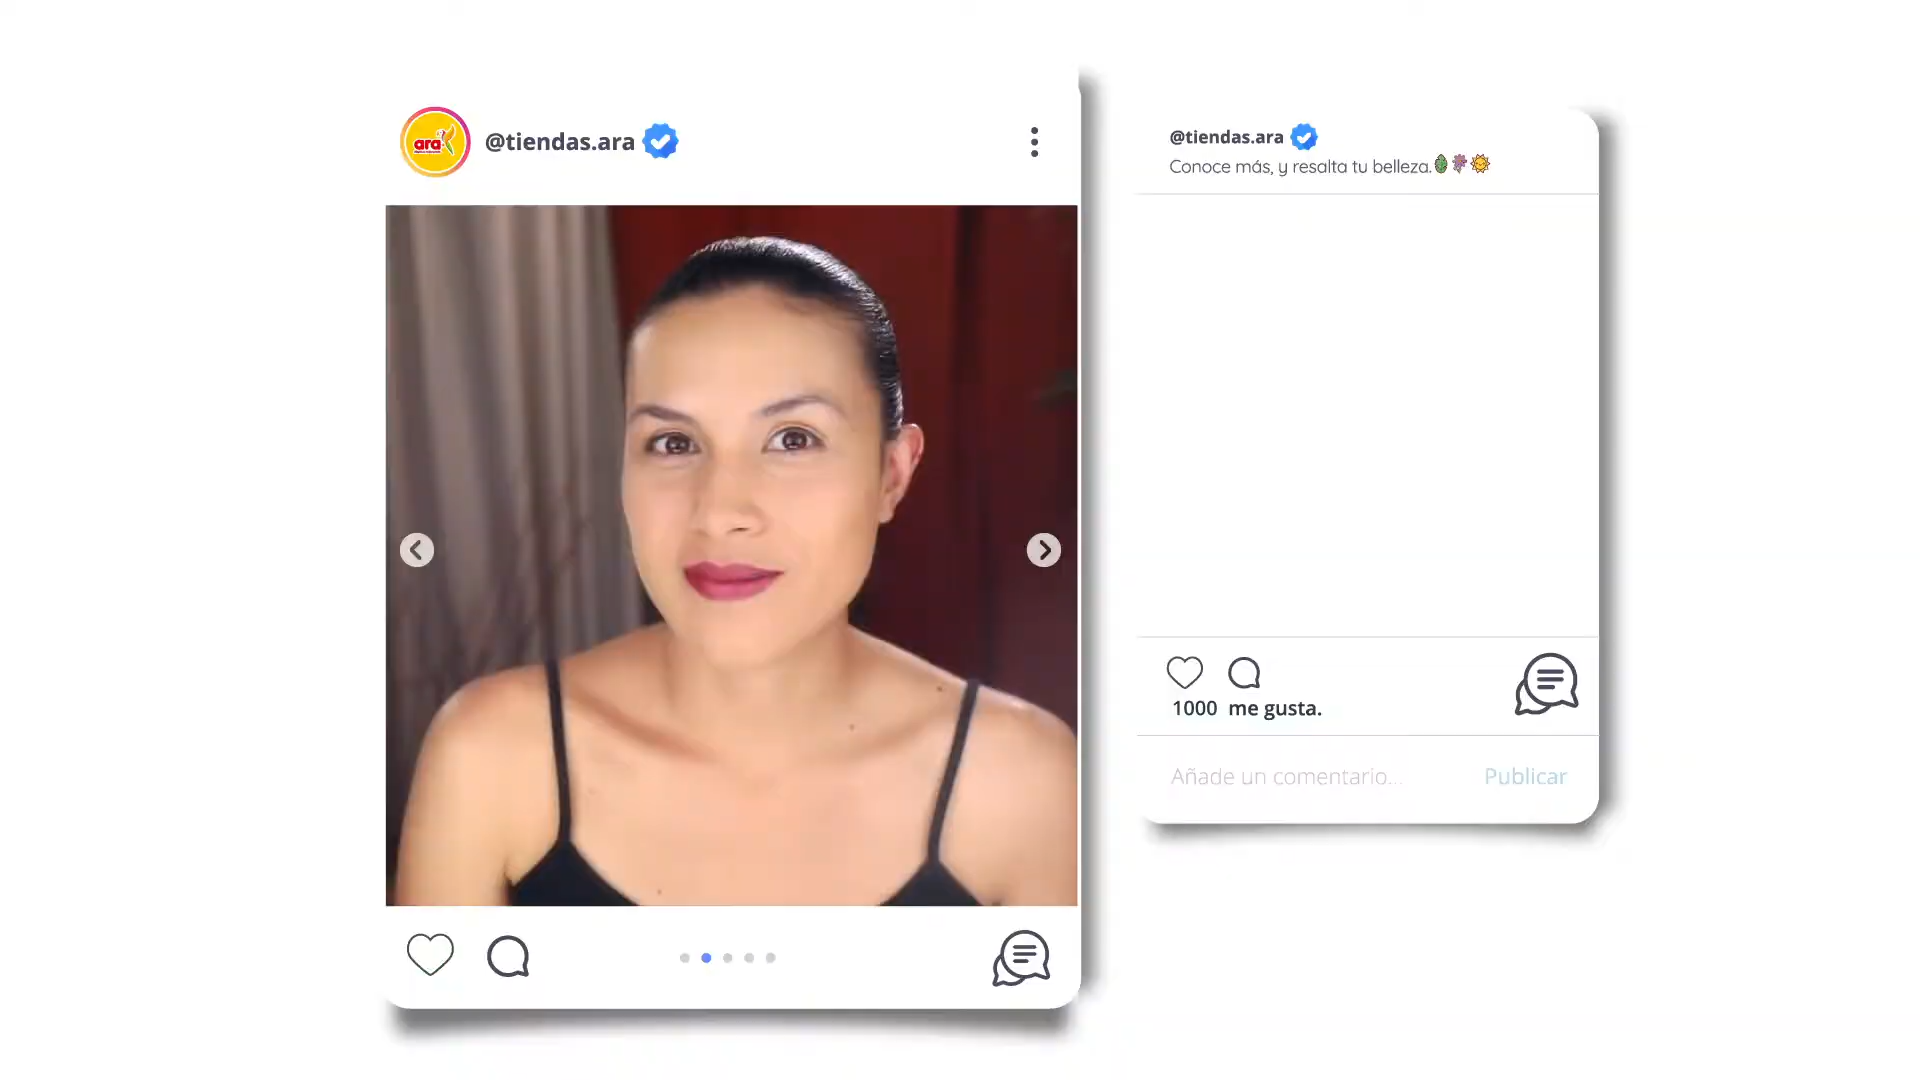 ara
@tiendas.ara
@tiendas.ara
Conoce más, y resalta tu belleza.
1000 me gusta.
Añade un comentario...
Publicar